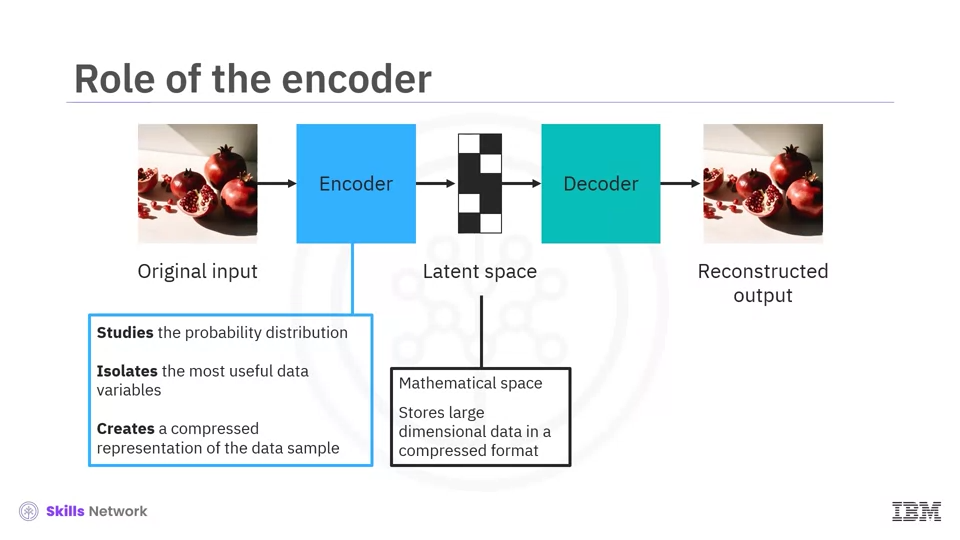 Role of the encoder
Encoder
Decoder
Original input
Latent space
Reconstructed
output
Studies the probability distribution
Isolates the most useful data
variables
Creates a compressed
representation of the data sample
Mathematical space
Stores large
dimensional data in a
compressed format
Skills Network
IBM